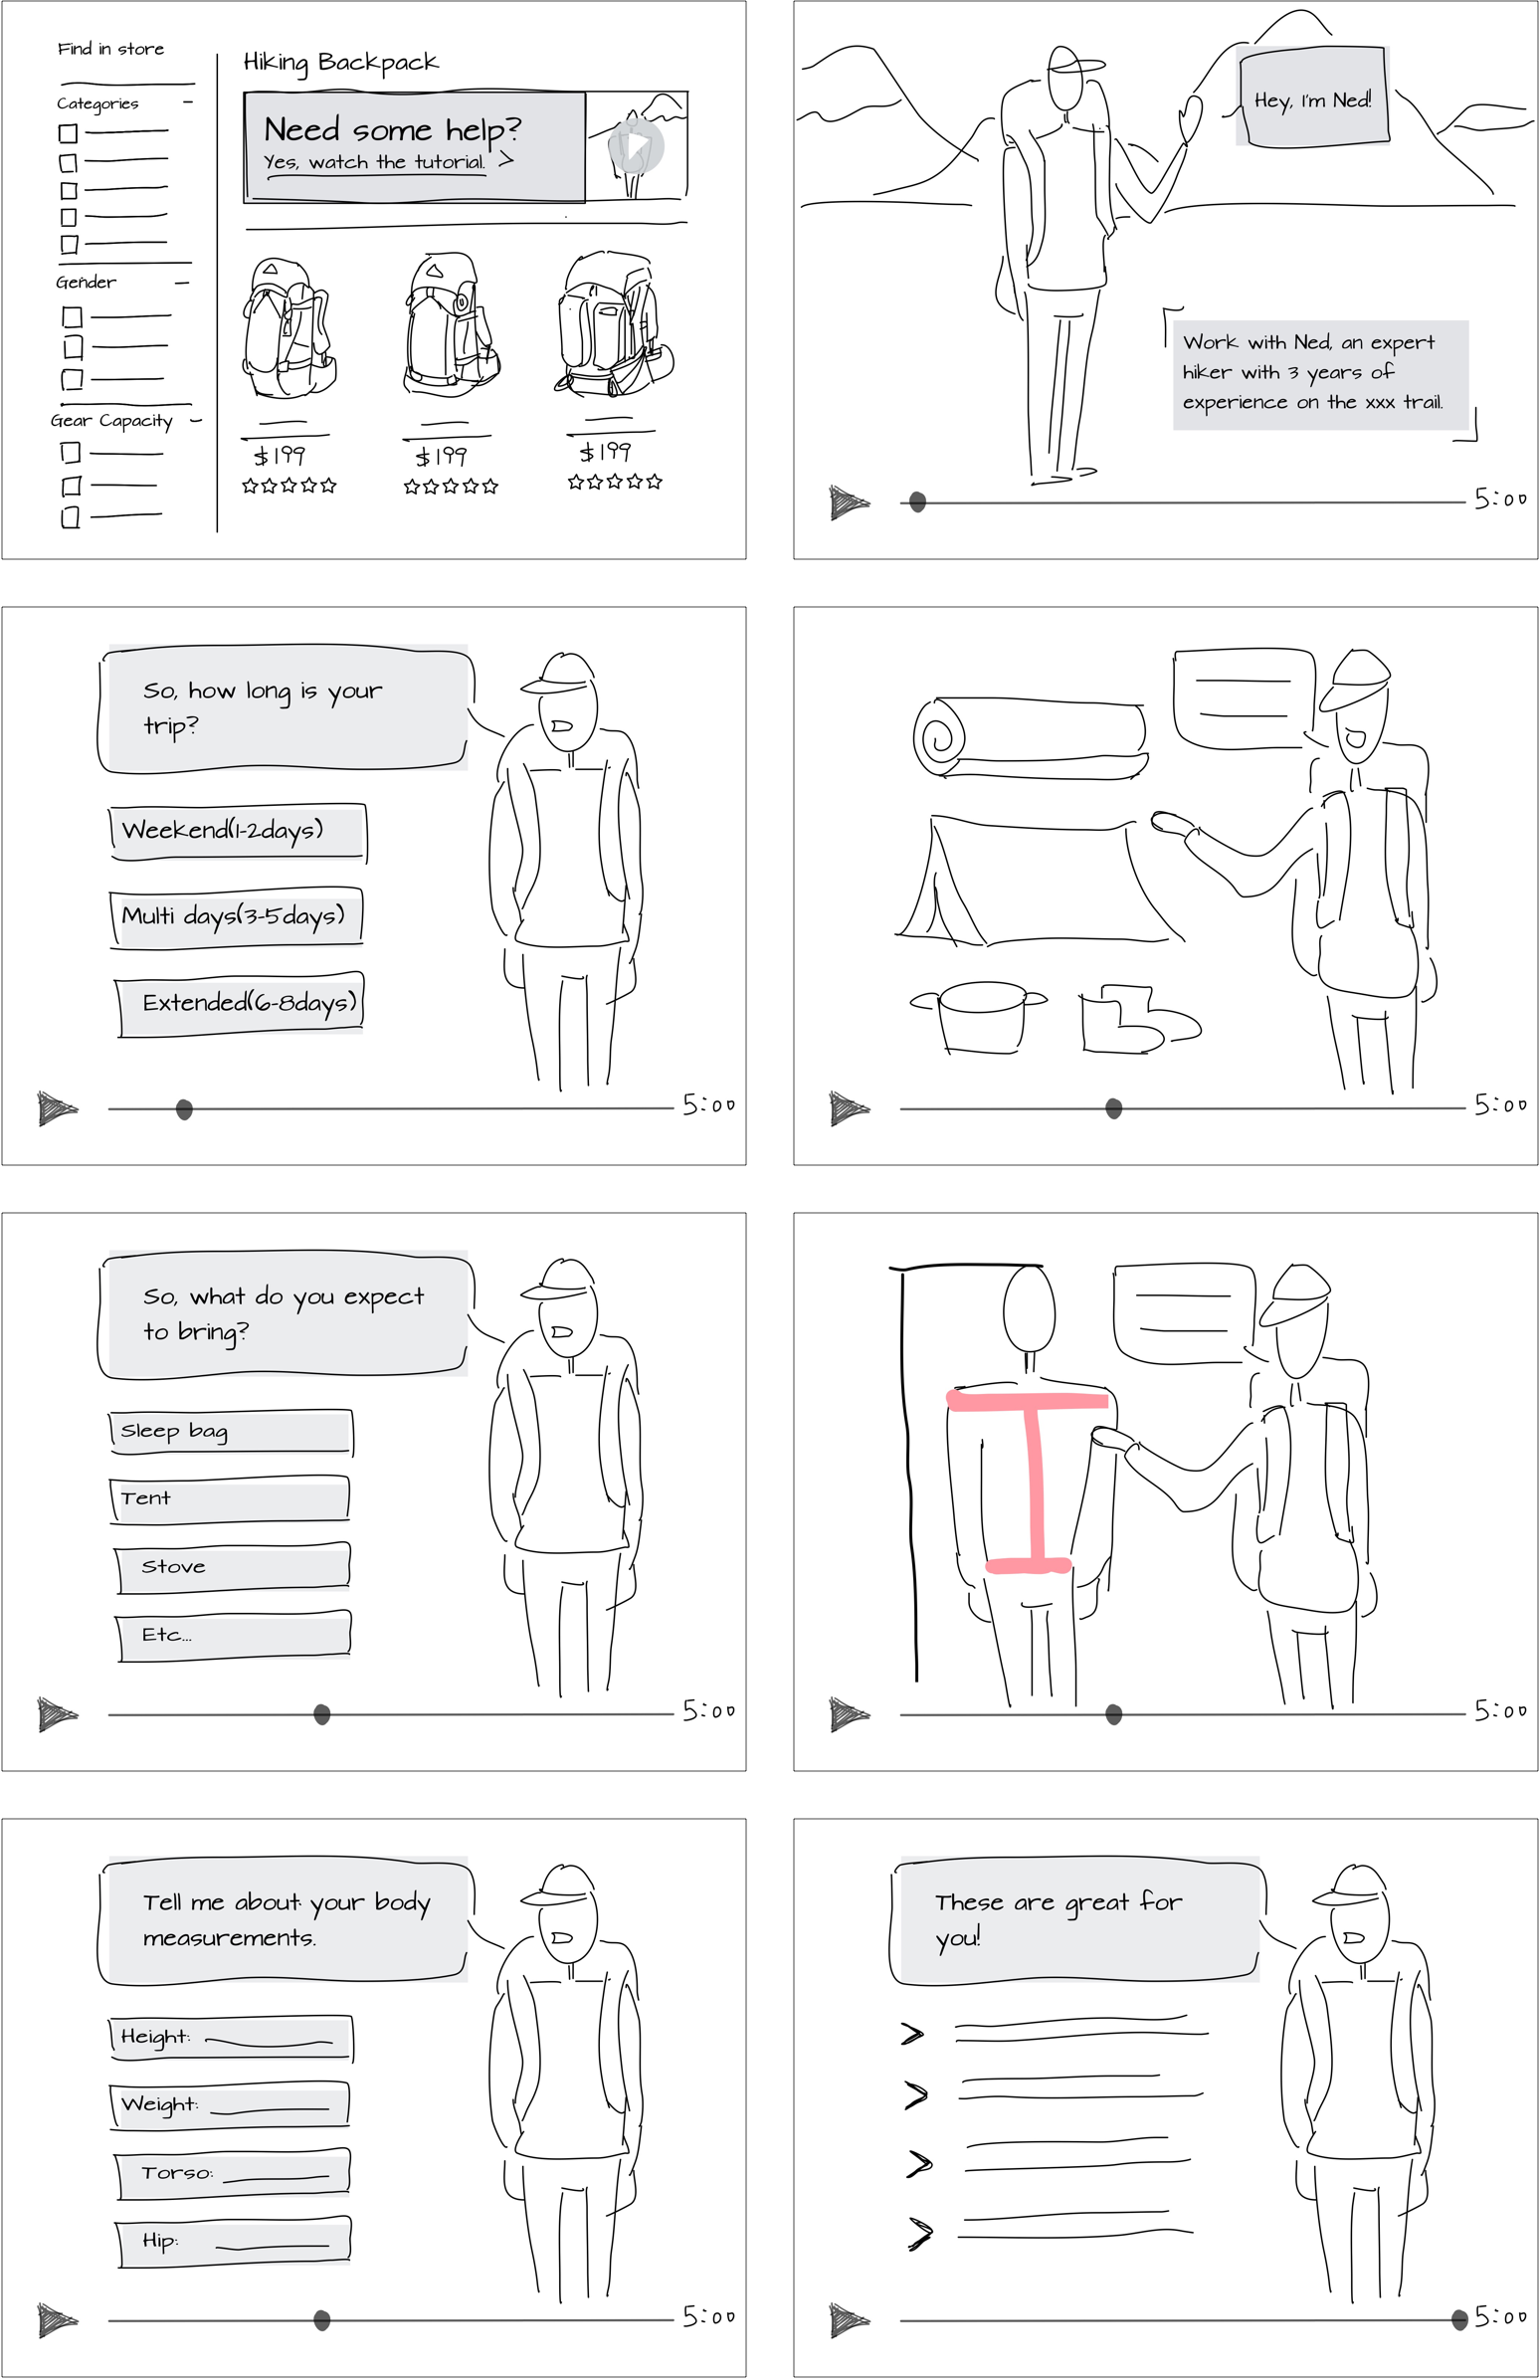 Find in store
Categories
Gender
Gear Capacity
Hiking Backpack
Need some help?
Yes, watch the tutorial. >
$199
$199
$199
Hey, I'm Ned!
Work with Ned, an expert
hiker with 3 years of
experience on the xxx trail.
5:00
So, how long is your
trip?
Weekend(1-2days)
Multi days(3-5days)
Extended(6-8days)
5:00
5:00
So, what do you expect
to bring?
Sleep bag
Tent
Stove
Etc...
5:00
5:00
Tell me about your body
measurements.
Height:
Weight:
Torso:
Hip:
5:00
These are great for
you!
5:00